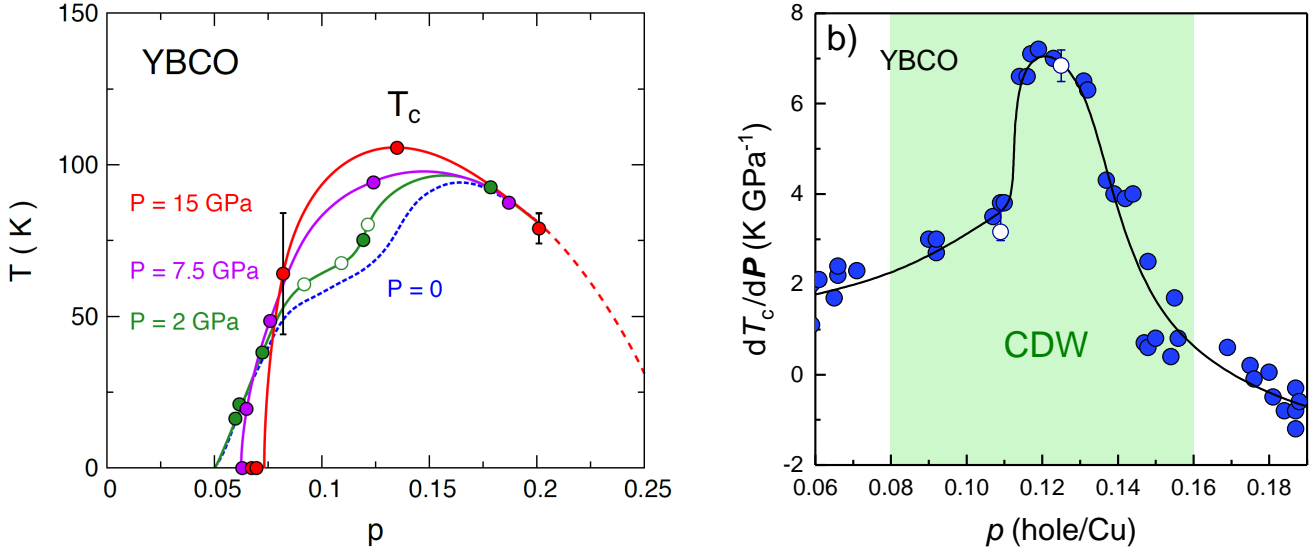 YBCO
T_c
P = 15 GPa
P = 7.5 GPa
P = 2 GPa
P = 0
T ( K )
150
100
50
0
0 0.05 0.1 0.15 0.2 0.25
p
b)
YBCO
CDW
dT_c/dP (K GPa⁻¹)
8
6
4
2
0
-2
0.06 0.08 0.10 0.12 0.14 0.16 0.18
p (hole/Cu)